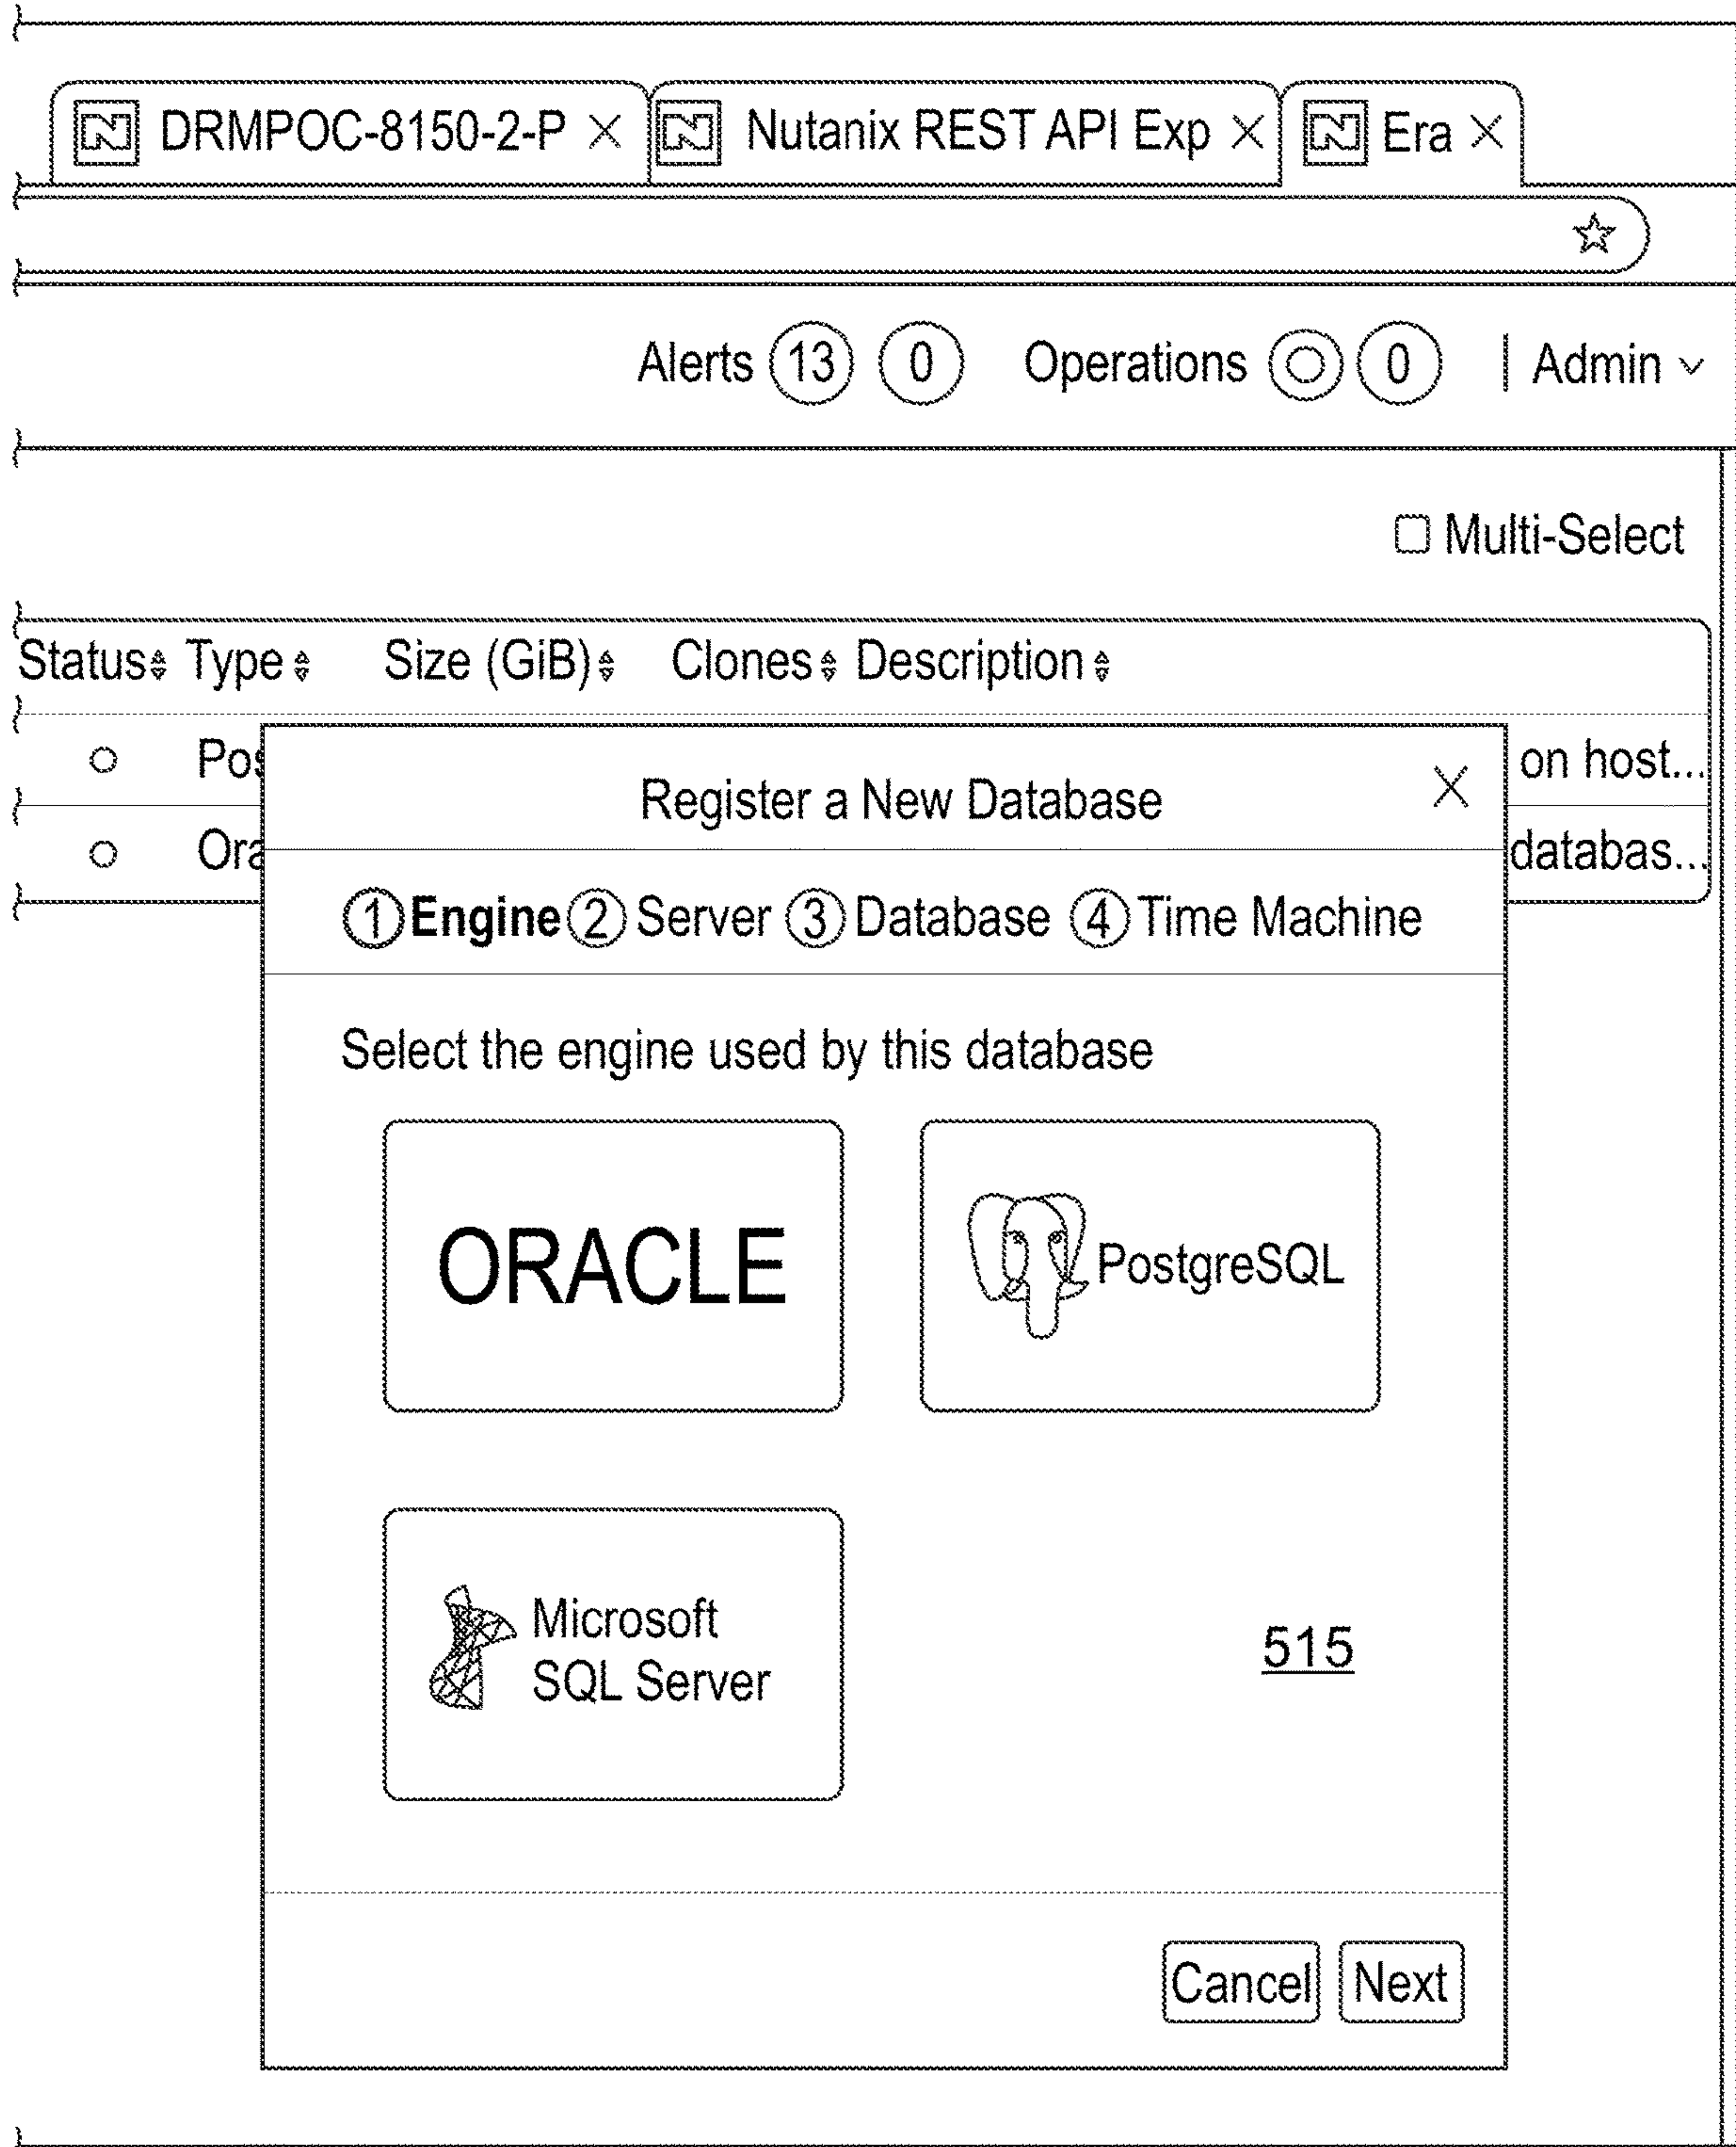 DRMPOC-8150-2-P Nutanix REST API Exp Era
Alerts 13 0 Operations 0 Admin
Multi-Select
Status Type Size (GiB) Clones Description
Pos on host...
Ora databas...
Register a New Database
1 Engine 2 Server 3 Database 4 Time Machine
Select the engine used by this database
ORACLE
PostgreSQL
Microsoft
SQL Server
515
Cancel Next